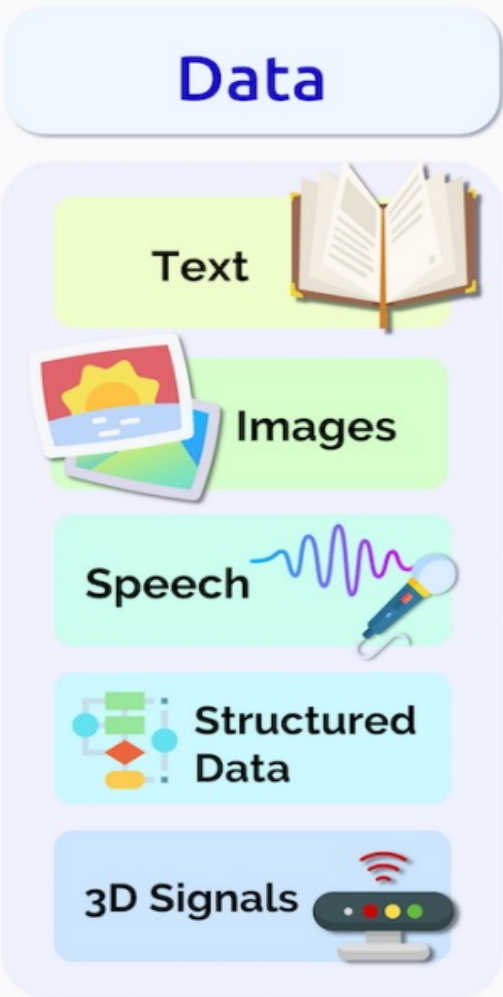 Data
Text
Images
Speech
Structured
Data
3D Signals